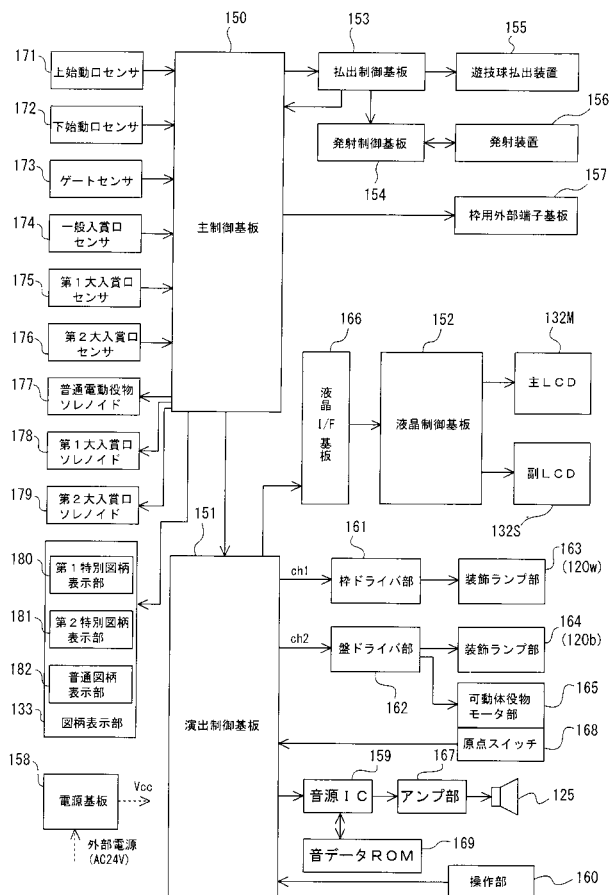 150
171
上始動口センサ
153
払出制御基板
155
遊技球払出装置
172
下始動口センサ
156
発射制御基板
154
発射装置
173
ゲートセンサ
157
枠用外部端子基板
174
一般入賞口
センサ
主制御基板
175
第1大入賞口
センサ
176
第2大入賞口
センサ
166
液晶
I/F
基板
152
液晶制御基板
132M
主LCD
177
普通電動役物
ソレノイド
178
第1大入賞口
ソレノイド
副LCD
132S
179
第2大入賞口
ソレノイド
151
演出制御基板
161
ch1
枠ドライバ部
163
(120w)
装飾ランプ部
180
第1特別図柄
表示部
181
第2特別図柄
表示部
182
普通図柄
表示部
133
図柄表示部
ch2
盤ドライバ部
162
164
(120b)
装飾ランプ部
可動体役物
モータ部
165
原点スイッチ
168
158
電源基板
Vcc
外部電源
(AC24V)
159
音源IC
167
アンプ部
125
音データROM
169
操作部
160